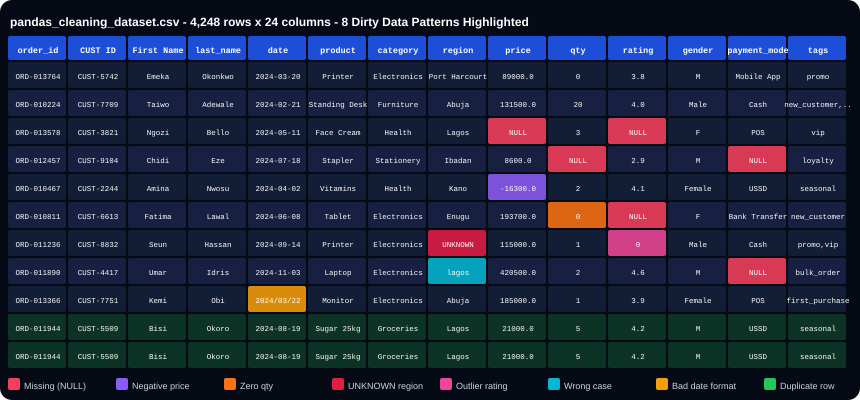 pandas_cleaning_dataset.csv - 4,248 rows x 24 columns - 8 Dirty Data Patterns Highlighted
order_id CUST ID First Name last_name date product category region price qty rating gender payment_mode tags
ORD-013764 CUST-5742 Emeka Okonkwo 2024-03-20 Printer Electronics Port Harcourt 89000.0 0 3.8 M Mobile App promo
ORD-010224 CUST-7709 Taiwo Adewale 2024-02-21 Standing Desk Furniture Abuja 131500.0 20 4.0 Male Cash new_customer,..
ORD-013578 CUST-3821 Ngozi Bello 2024-05-11 Face Cream Health Lagos NULL 3 NULL F POS vip
ORD-012457 CUST-9104 Chidi Eze 2024-07-18 Stapler Stationery Ibadan 8600.0 NULL 2.9 M NULL loyalty
ORD-010467 CUST-2244 Amina Nwosu 2024-04-02 Vitamins Health Kano -16300.0 2 4.1 Female USSD seasonal
ORD-010811 CUST-6613 Fatima Lawal 2024-06-08 Tablet Electronics Enugu 193700.0 0 NULL F Bank Transfer new_customer
ORD-011236 CUST-8832 Seun Hassan 2024-09-14 Printer Electronics UNKNOWN 115000.0 1 0 Male Cash promo,vip
ORD-011890 CUST-4417 Umar Idris 2024-11-03 Laptop Electronics lagos 420500.0 2 4.6 M NULL bulk_order
ORD-013366 CUST-7751 Kemi Obi 2024/03/22 Monitor Electronics Abuja 185000.0 1 3.9 Female POS first_purchase
ORD-011944 CUST-5509 Bisi Okoro 2024-08-19 Sugar 25kg Groceries Lagos 21000.0 5 4.2 M USSD seasonal
ORD-011944 CUST-5509 Bisi Okoro 2024-08-19 Sugar 25kg Groceries Lagos 21000.0 5 4.2 M USSD seasonal
Missing (NULL) Negative price Zero qty UNKNOWN region Outlier rating Wrong case Bad date format Duplicate row